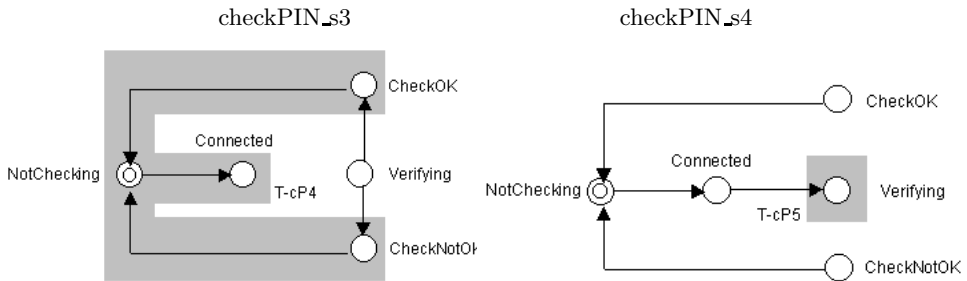 checkPIN_s3
checkPIN_s4
CheckOK
Connected
NotChecking
Verifying
T-cP4
CheckNotOK
CheckOK
Connected
NotChecking
Verifying
T-cP5
CheckNotOK